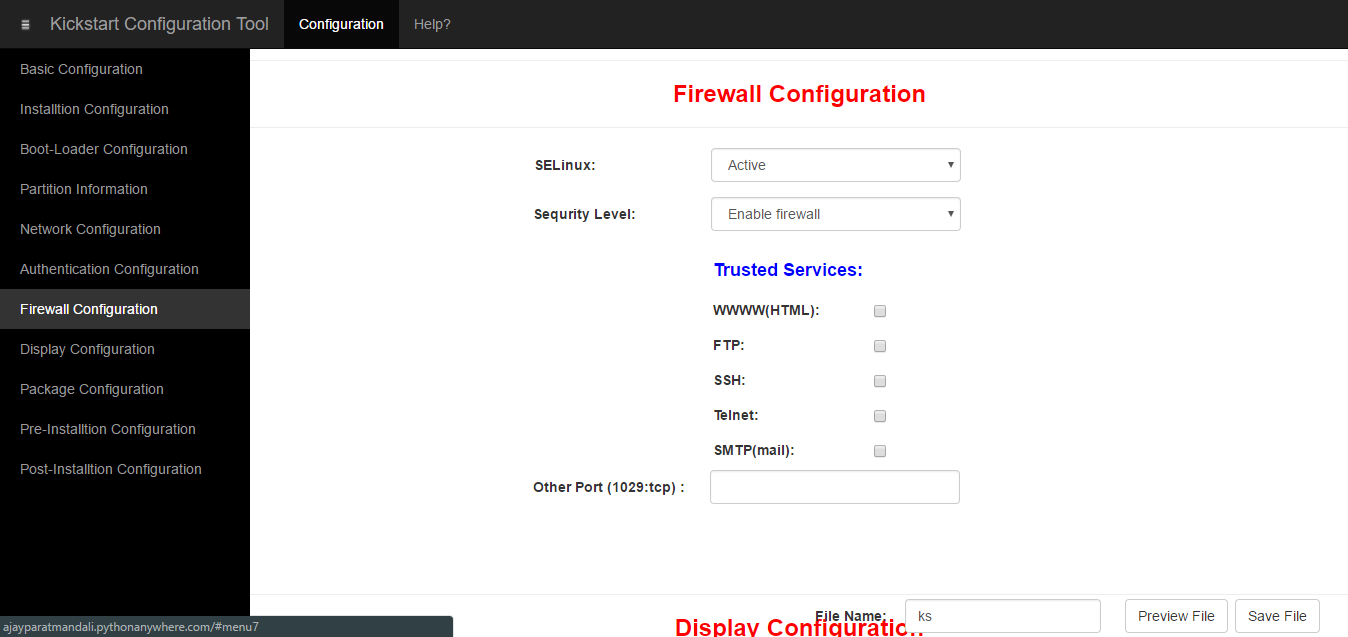 Kickstart Configuration Tool Configuration Help?
Basic Configuration
Installtion Configuration
Boot-Loader Configuration
Partition Information
Network Configuration
Authentication Configuration
Firewall Configuration
Display Configuration
Package Configuration
Pre-Installtion Configuration
Post-Installtion Configuration
Firewall Configuration
SELinux: Active
Sequrity Level: Enable firewall
Trusted Services:
WWWW(HTML):
FTP:
SSH:
Telnet:
SMTP(mail):
Other Port (1029:tcp) :
File Name: ks Preview File Save File
Display Configuration
ajayparatmandali.pythonanywhere.com/#menu7